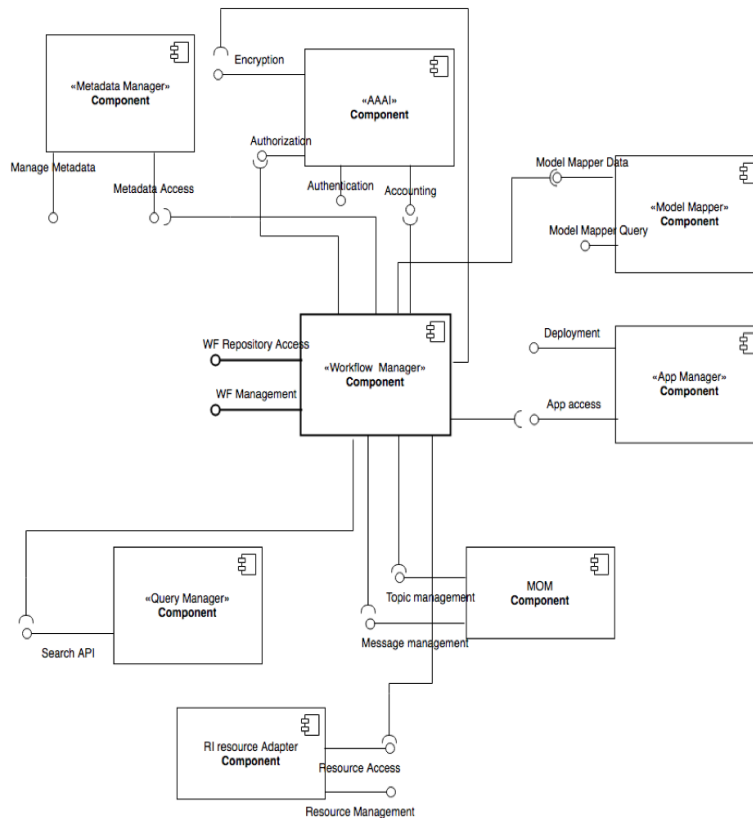 Encryption
«Metadata Manager»
Component
«AAAI»
Component
Authorization
Manage Metadata
Metadata Access
Authentication
Accounting
Model Mapper Data
«Model Mapper»
Component
Model Mapper Query
WF Repository Access
«Workflow Manager»
Component
WF Management
Deployment
«App Manager»
Component
App access
«Query Manager»
Component
Search API
MOM
Component
Topic management
Message management
RI resource Adapter
Component
Resource Access
Resource Management